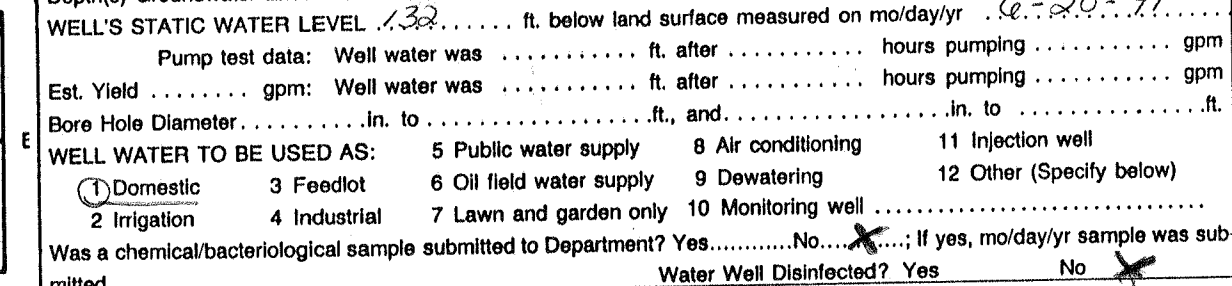 WELL'S STATIC WATER LEVEL .132....... ft. below land surface measured on mo/day/yr ..6.-.20-.......
Pump test data: Well water was ............ ft. after ............ hours pumping ............ gpm
Est. Yield ........ gpm: Well water was ............ ft. after ............ hours pumping ............ gpm
Bore Hole Diameter...........in. to ...................ft., and...................in. to ...................ft.
E
WELL WATER TO BE USED AS: 5 Public water supply 8 Air conditioning 11 Injection well
1 Domestic 3 Feedlot 6 Oil field water supply 9 Dewatering 12 Other (Specify below)
2 Irrigation 4 Industrial 7 Lawn and garden only 10 Monitoring well ................................
Was a chemical/bacteriological sample submitted to Department? Yes............No....X....; If yes, mo/day/yr sample was sub-
mitted Water Well Disinfected? Yes No X